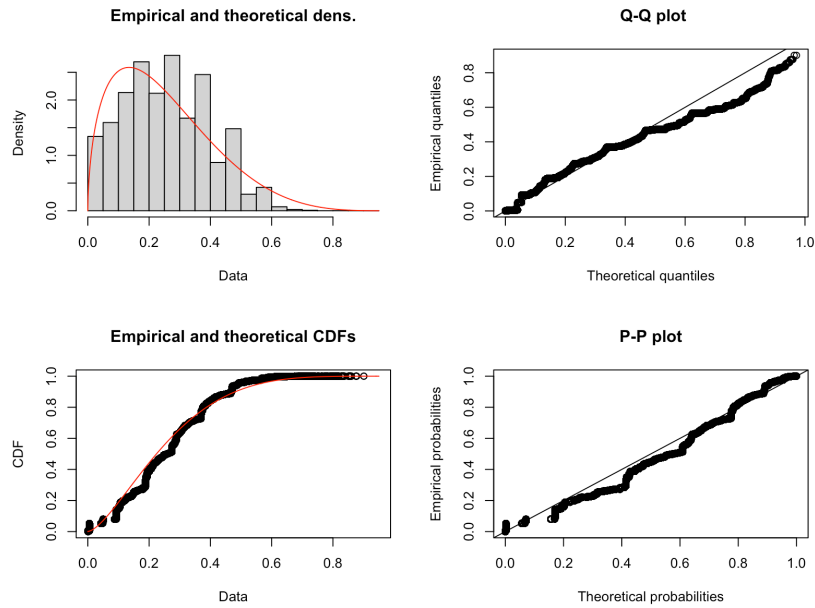 Empirical and theoretical dens.
Density
0.0
1.0
2.0
0.0 0.2 0.4 0.6 0.8
Data
Q-Q plot
Empirical quantiles
0.0 0.2 0.4 0.6 0.8
0.0 0.2 0.4 0.6 0.8 1.0
Theoretical quantiles
Empirical and theoretical CDFs
CDF
0.0 0.2 0.4 0.6 0.8 1.0
0.0 0.2 0.4 0.6 0.8
Data
P-P plot
Empirical probabilities
0.0 0.2 0.4 0.6 0.8 1.0
0.0 0.2 0.4 0.6 0.8 1.0
Theoretical probabilities